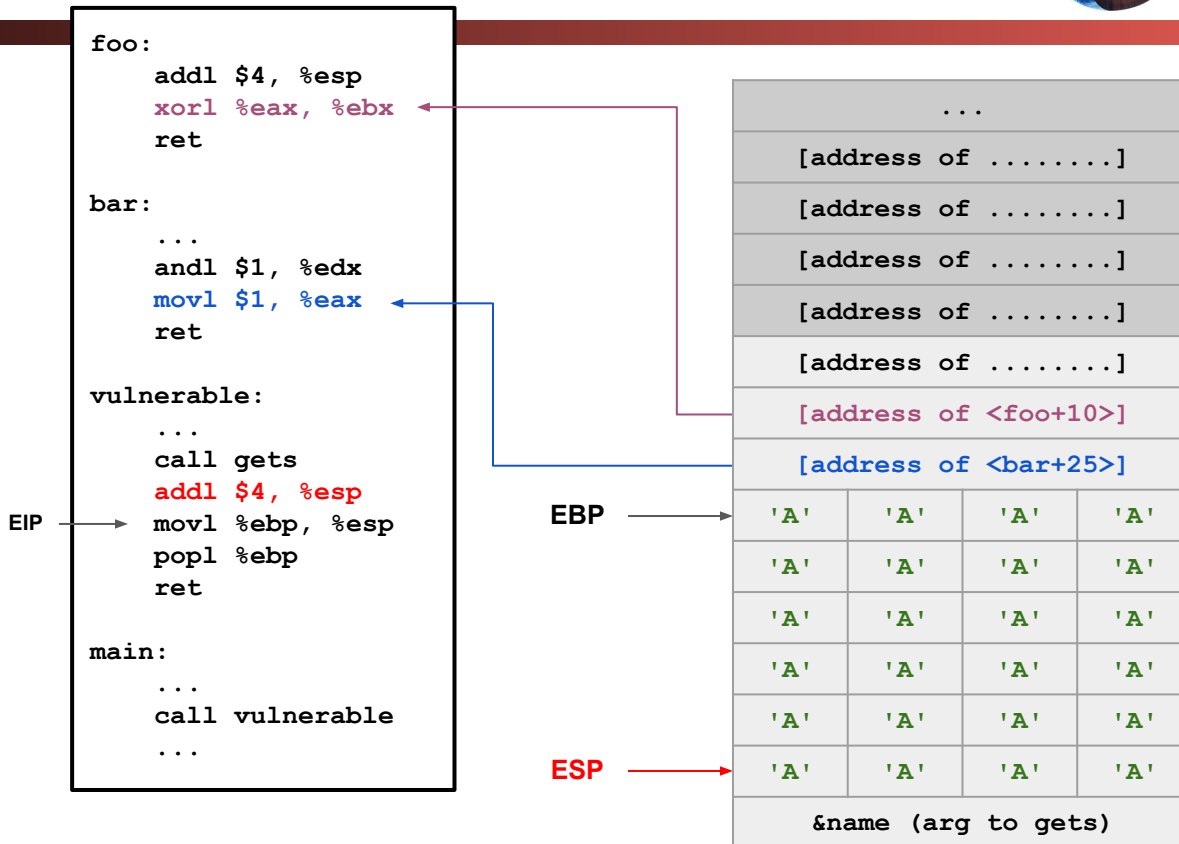 foo:
addl $4, %esp
xorl %eax, %ebx
ret
bar:
...
andl $1, %edx
movl $1, %eax
ret
vulnerable:
...
call gets
addl $4, %esp
movl %ebp, %esp
popl %ebp
ret
main:
...
call vulnerable
...
EIP
EBP
ESP
...
[address of ........]
[address of ........]
[address of ........]
[address of ........]
[address of ........]
[address of <foo+10>]
[address of <bar+25>]
'A' 'A' 'A' 'A'
'A' 'A' 'A' 'A'
'A' 'A' 'A' 'A'
'A' 'A' 'A' 'A'
'A' 'A' 'A' 'A'
'A' 'A' 'A' 'A'
&name (arg to gets)